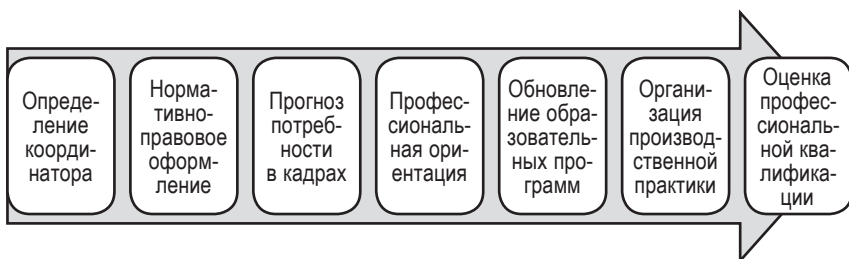 Опреде-
ление
коорди-
натора
Норма-
тивно-
правовое
оформ-
ление
Прогноз
потреб-
ности
в кадрах
Профес-
сиональ-
ная ори-
ентация
Обновле-
ние обра-
зователь-
ных про-
грамм
Органи-
зация
производ-
ственной
практики
Оценка
профес-
сиональ-
ной ква-
лифика-
ции